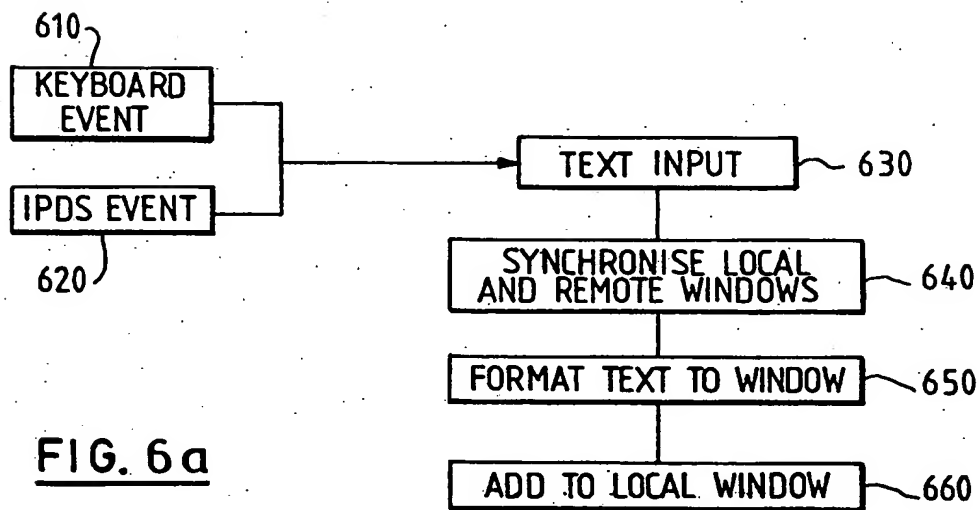 610
KEYBOARD
EVENT
IPDS EVENT
620
TEXT INPUT
630
SYNCHRONISE LOCAL
AND REMOTE WINDOWS
640
FORMAT TEXT TO WINDOW
650
ADD TO LOCAL WINDOW
660
FIG. 6a